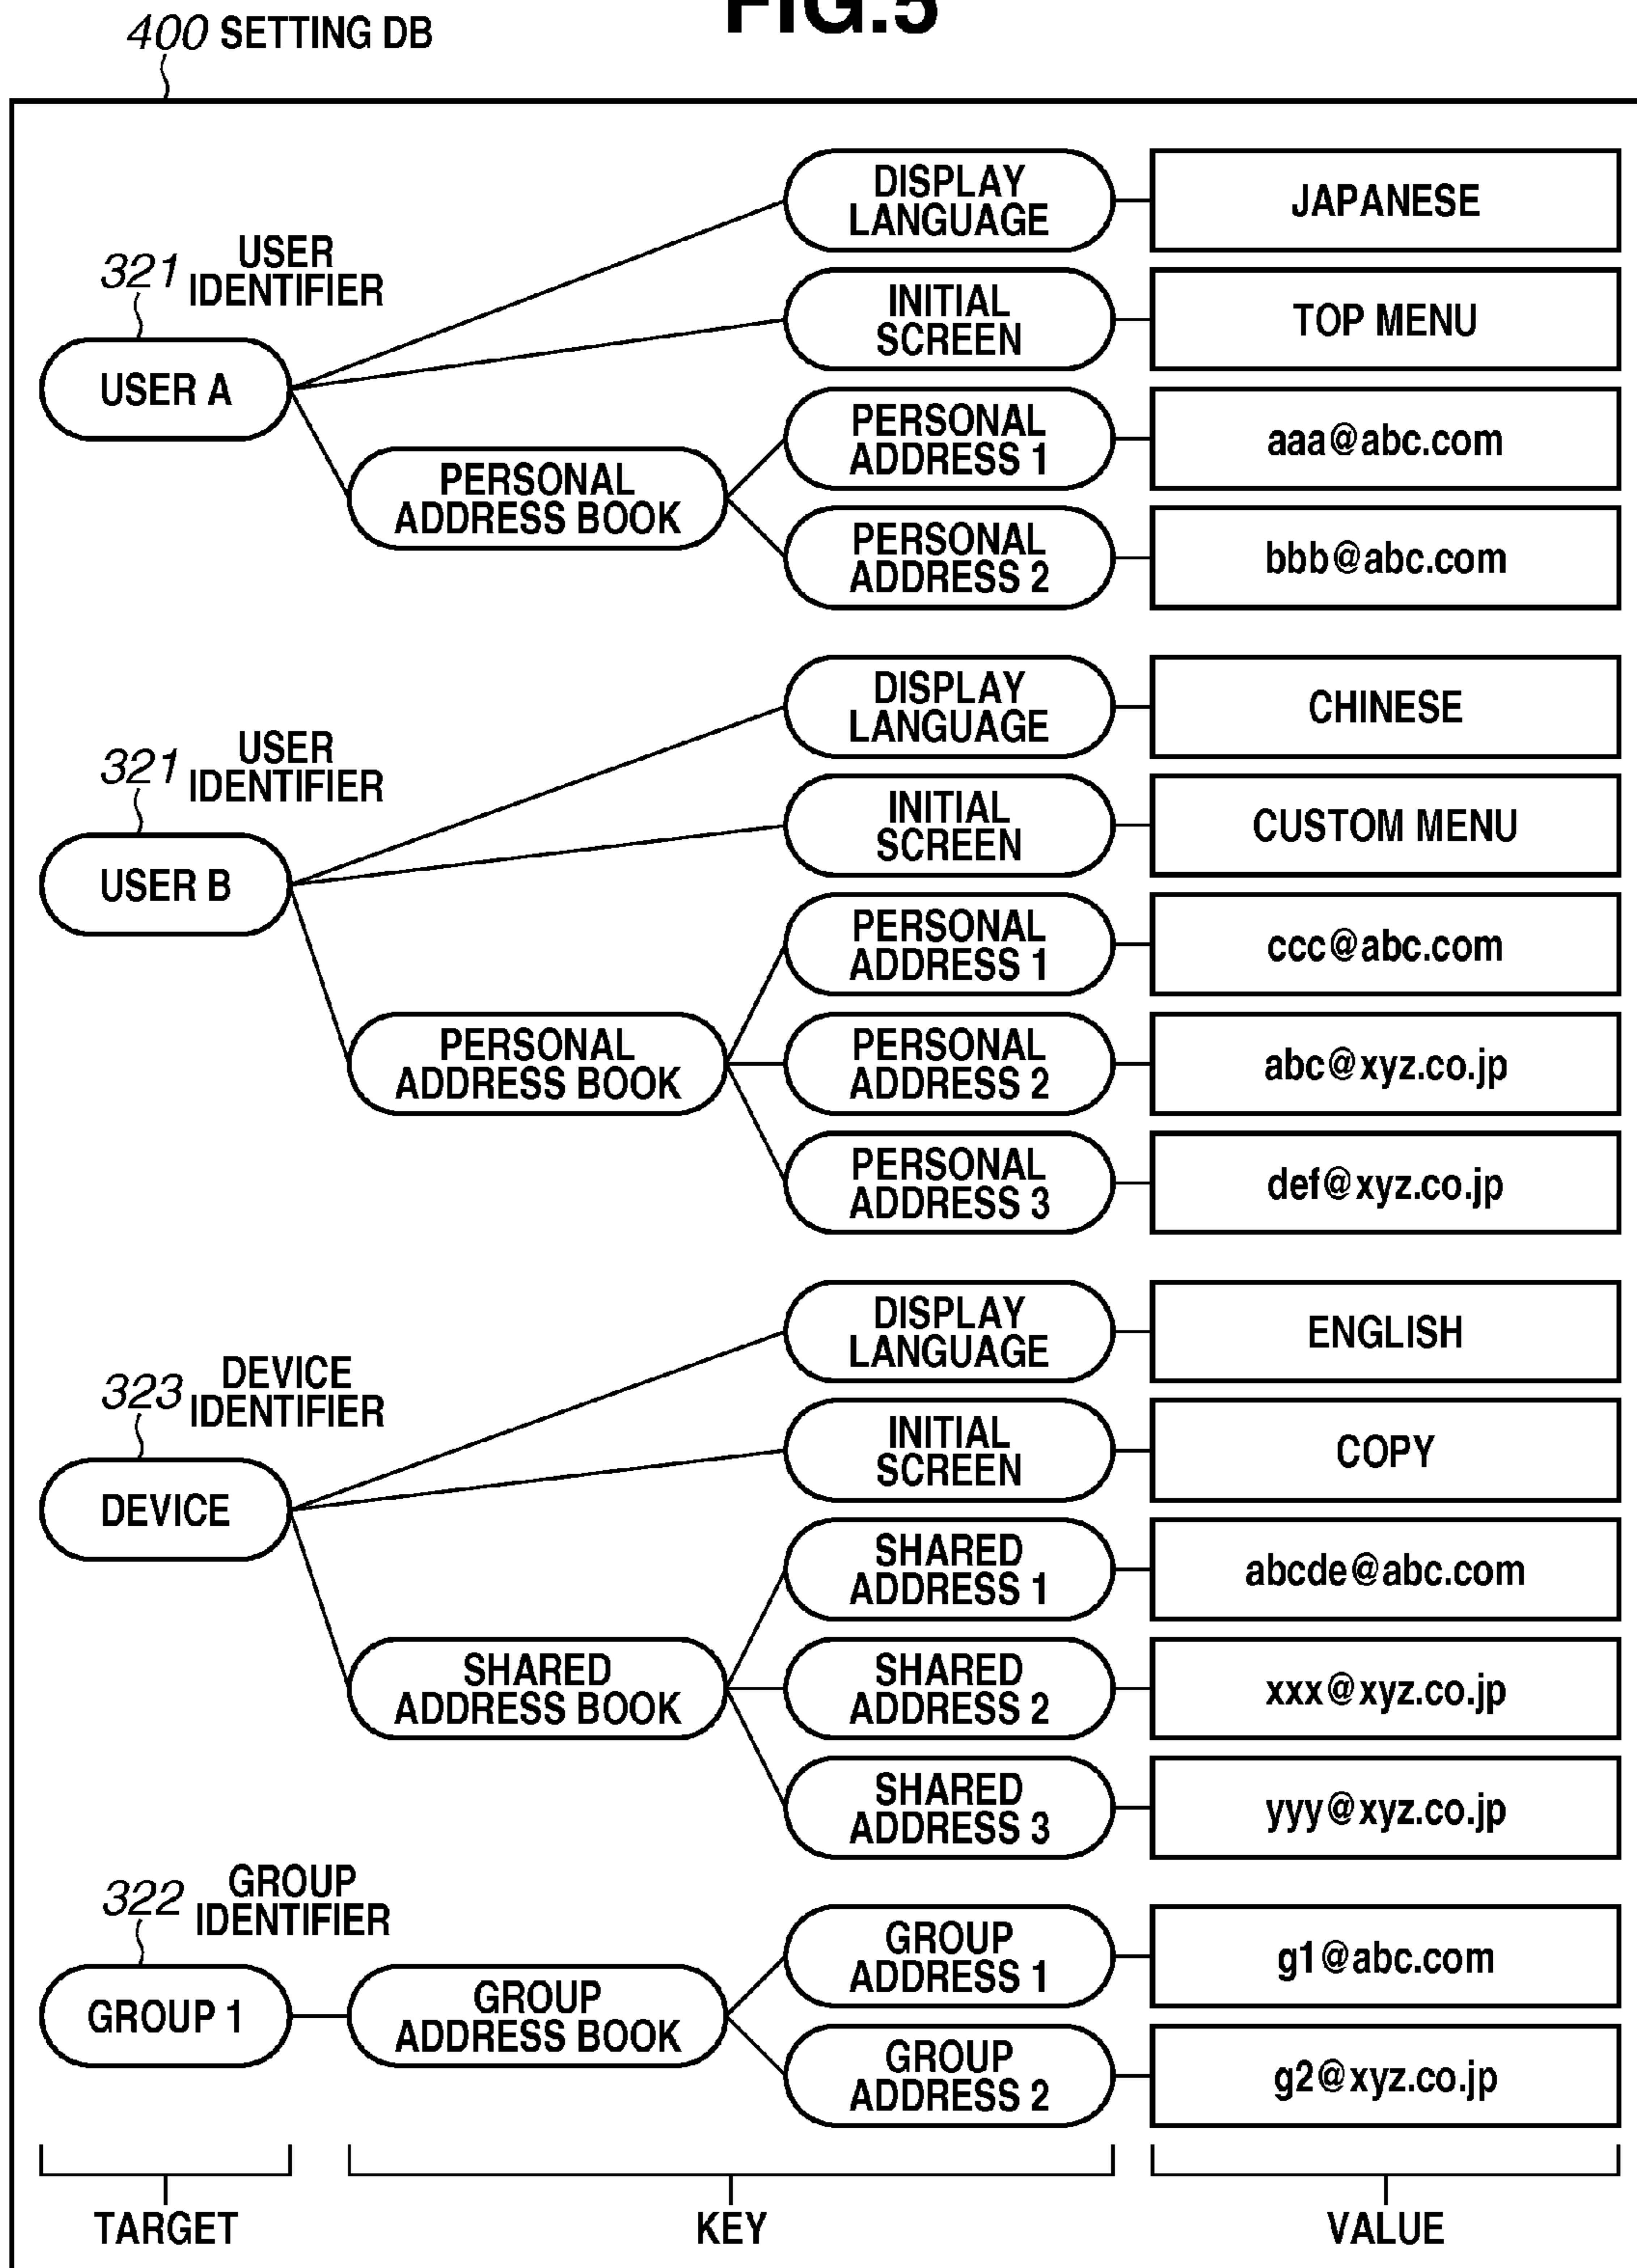 FIG.5
400 SETTING DB
DISPLAY
LANGUAGE
JAPANESE
321 USER
IDENTIFIER
INITIAL
SCREEN
TOP MENU
USER A
PERSONAL
ADDRESS 1
aaa@abc.com
PERSONAL
ADDRESS BOOK
PERSONAL
ADDRESS 2
bbb@abc.com
DISPLAY
LANGUAGE
CHINESE
321 USER
IDENTIFIER
INITIAL
SCREEN
CUSTOM MENU
USER B
PERSONAL
ADDRESS 1
ccc@abc.com
PERSONAL
ADDRESS BOOK
PERSONAL
ADDRESS 2
abc@xyz.co.jp
PERSONAL
ADDRESS 3
def@xyz.co.jp
DISPLAY
LANGUAGE
ENGLISH
323 DEVICE
IDENTIFIER
INITIAL
SCREEN
COPY
DEVICE
SHARED
ADDRESS 1
abcde@abc.com
SHARED
ADDRESS BOOK
SHARED
ADDRESS 2
xxx@xyz.co.jp
SHARED
ADDRESS 3
yyy@xyz.co.jp
322 GROUP
IDENTIFIER
GROUP
ADDRESS 1
g1@abc.com
GROUP 1
GROUP
ADDRESS BOOK
GROUP
ADDRESS 2
g2@xyz.co.jp
TARGET
KEY
VALUE